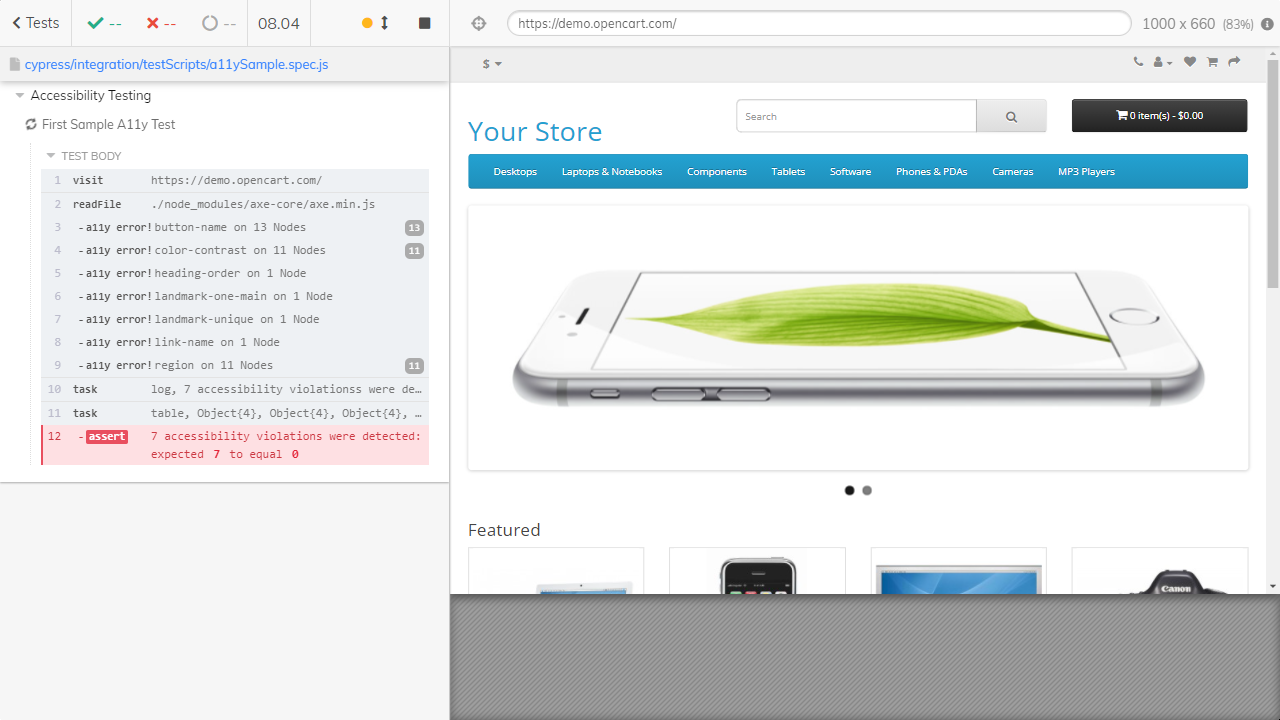 Tests -- -- -- 08.04
https://demo.opencart.com/ 1000 x 660 (83%)
cypress/integration/testScripts/a11ySample.spec.js
Accessibility Testing
First Sample A11y Test
TEST BODY
1 visit https://demo.opencart.com/
2 readFile ./node_modules/axe-core/axe.min.js
3 -a11y error! button-name on 13 Nodes 13
4 -a11y error! color-contrast on 11 Nodes 11
5 -a11y error! heading-order on 1 Node
6 -a11y error! landmark-one-main on 1 Node
7 -a11y error! landmark-unique on 1 Node
8 -a11y error! link-name on 1 Node
9 -a11y error! region on 11 Nodes 11
10 task log, 7 accessibility violationss were de…
11 task table, Object{4}, Object{4}, Object{4}, …
12 -assert 7 accessibility violations were detected:
expected 7 to equal 0
$
Your Store
Search
0 item(s) - $0.00
Desktops Laptops & Notebooks Components Tablets Software Phones & PDAs Cameras MP3 Players
Featured
Canon